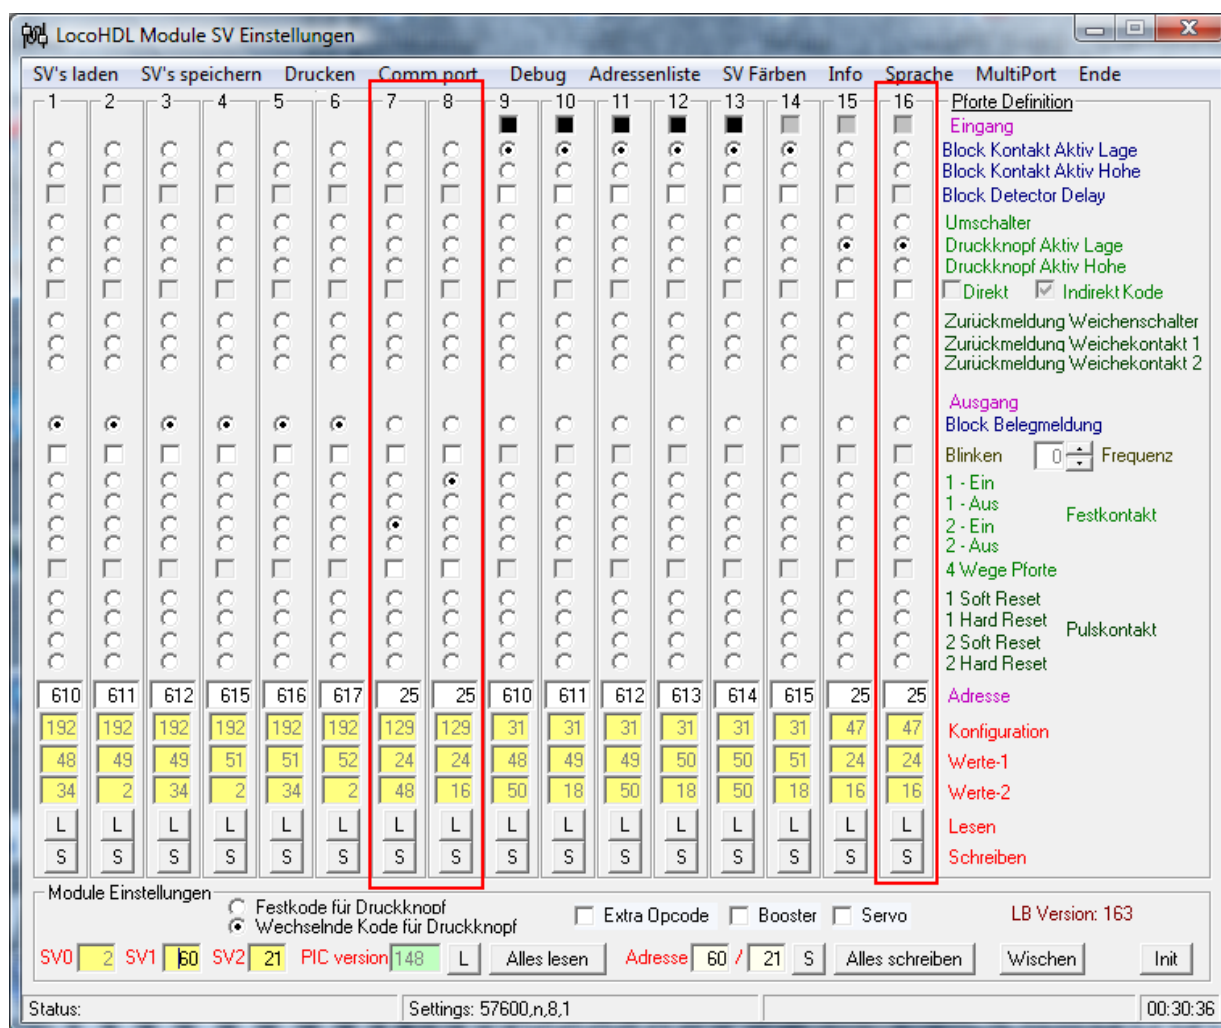 LocoHDL Module SV Einstellungen
SV's laden SV's speichern Drucken Comm port Debug Adressenliste SV Färben Info Sprache MultiPort Ende
1 2 3 4 5 6 7 8 9 10 11 12 13 14 15 16 Pforte Definition
Eingang
Block Kontakt Aktiv Lage
Block Kontakt Aktiv Hohe
Block Detector Delay
Umschalter
Druckknopf Aktiv Lage
Druckknopf Aktiv Hohe
Direkt Indirekt Kode
Zurückmeldung Weichenschalter
Zurückmeldung Weichekontakt 1
Zurückmeldung Weichekontakt 2
Ausgang
Block Belegmeldung
Blinken 0 Frequenz
1 - Ein
1 - Aus
Festkontakt
2 - Ein
2 - Aus
4 Wege Pforte
1 Soft Reset
1 Hard Reset
Pulskontakt
2 Soft Reset
2 Hard Reset
610 611 612 615 616 617 25 25 610 611 612 613 614 615 25 25 Adresse
192 192 192 192 192 192 129 129 31 31 31 31 31 31 47 47 Konfiguration
48 49 49 51 51 52 24 24 48 49 49 50 50 51 24 24 Werte-1
34 2 34 2 34 2 48 16 50 18 50 18 50 18 16 16 Werte-2
L L L L L L L L L L L L L L L L Lesen
S S S S S S S S S S S S S S S S Schreiben
Module Einstellungen
Festkode für Druckknopf
Wechselnde Kode für Druckknopf
Extra Opcode Booster Servo LB Version: 163
SV0 2 SV1 60 SV2 21 PIC version 148 L Alles lesen Adresse 60 / 21 S Alles schreiben Wischen Init
Status: Settings: 57600,n,8,1 00:30:36